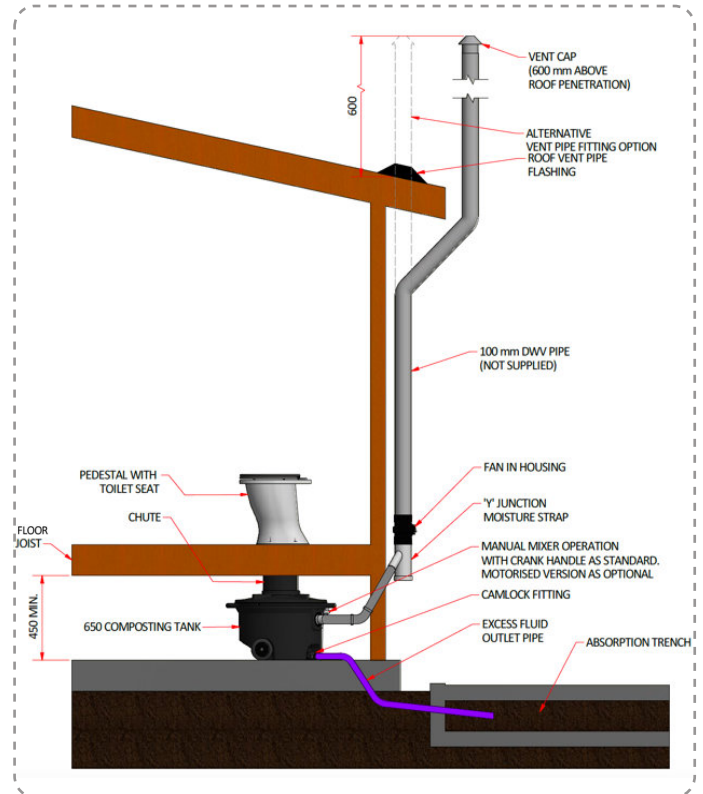 VENT CAP
(600 mm ABOVE
ROOF PENETRATION)
600
ALTERNATIVE
VENT PIPE FITTING OPTION
ROOF VENT PIPE
FLASHING
100 mm DWV PIPE
(NOT SUPPLIED)
FAN IN HOUSING
PEDESTAL WITH
TOILET SEAT
'Y' JUNCTION
MOISTURE STRAP
CHUTE
FLOOR
JOIST
MANUAL MIXER OPERATION
WITH CRANK HANDLE AS STANDARD.
MOTORISED VERSION AS OPTIONAL
450 MIN.
CAMLOCK FITTING
650 COMPOSTING TANK
EXCESS FLUID
OUTLET PIPE
ABSORPTION TRENCH